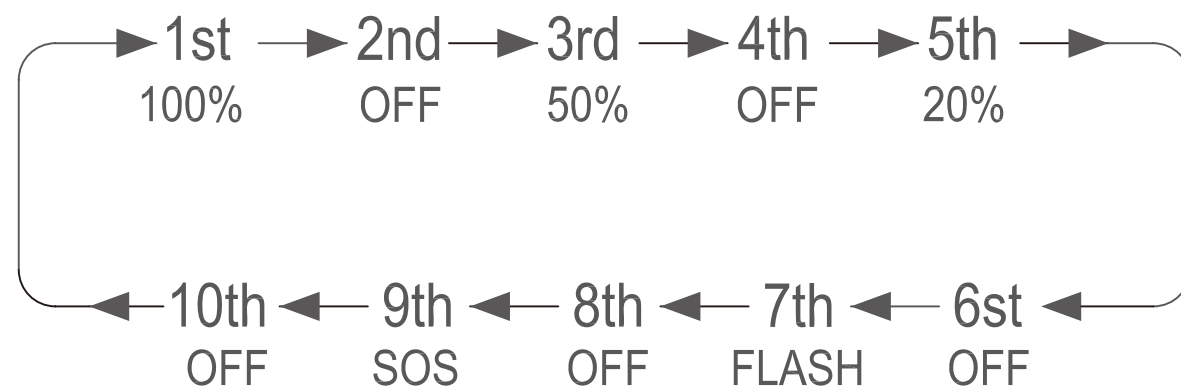 1st 2nd 3rd 4th 5th
100% OFF 50% OFF 20%
10th 9th 8th 7th 6st
OFF SOS OFF FLASH OFF